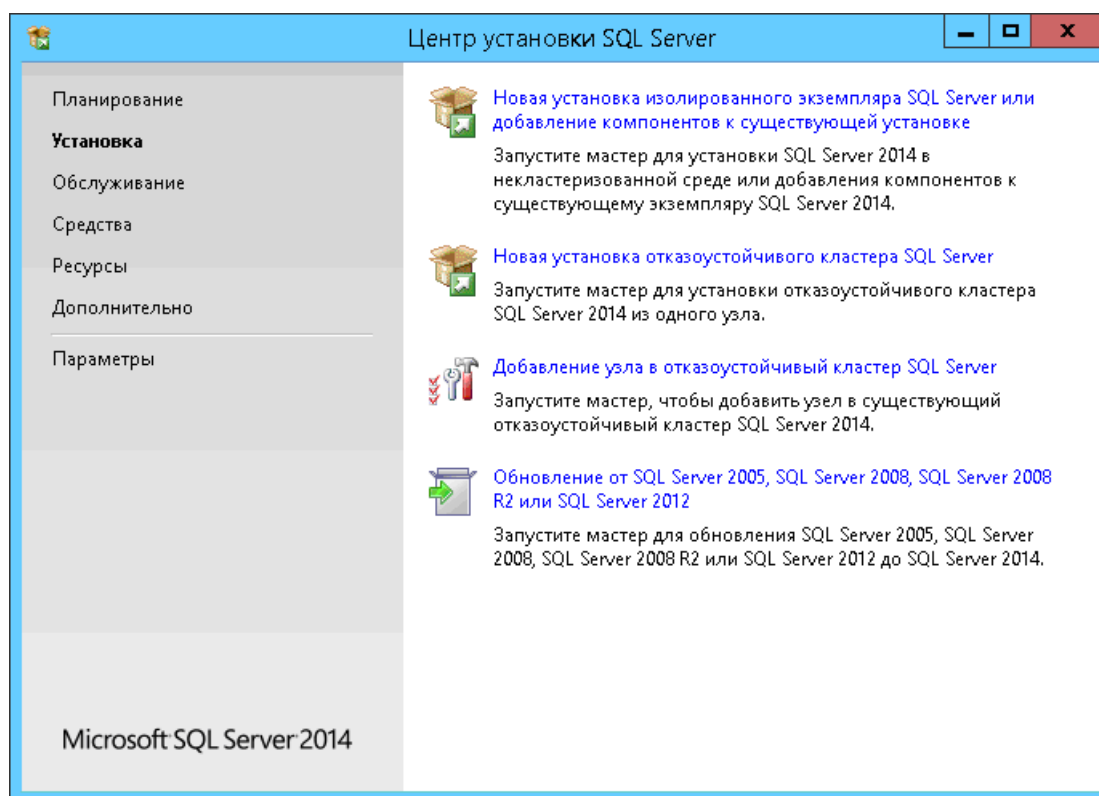 Центр установки SQL Server
Планирование
Установка
Обслуживание
Средства
Ресурсы
Дополнительно
Параметры
Microsoft SQL Server 2014
Новая установка изолированного экземпляра SQL Server или
добавление компонентов к существующей установке
Запустите мастер для установки SQL Server 2014 в
некластеризованной среде или добавления компонентов к
существующему экземпляру SQL Server 2014.
Новая установка отказоустойчивого кластера SQL Server
Запустите мастер для установки отказоустойчивого кластера
SQL Server 2014 из одного узла.
Добавление узла в отказоустойчивый кластер SQL Server
Запустите мастер, чтобы добавить узел в существующий
отказоустойчивый кластер SQL Server 2014.
Обновление от SQL Server 2005, SQL Server 2008, SQL Server 2008
R2 или SQL Server 2012
Запустите мастер для обновления SQL Server 2005, SQL Server
2008, SQL Server 2008 R2 или SQL Server 2012 до SQL Server 2014.